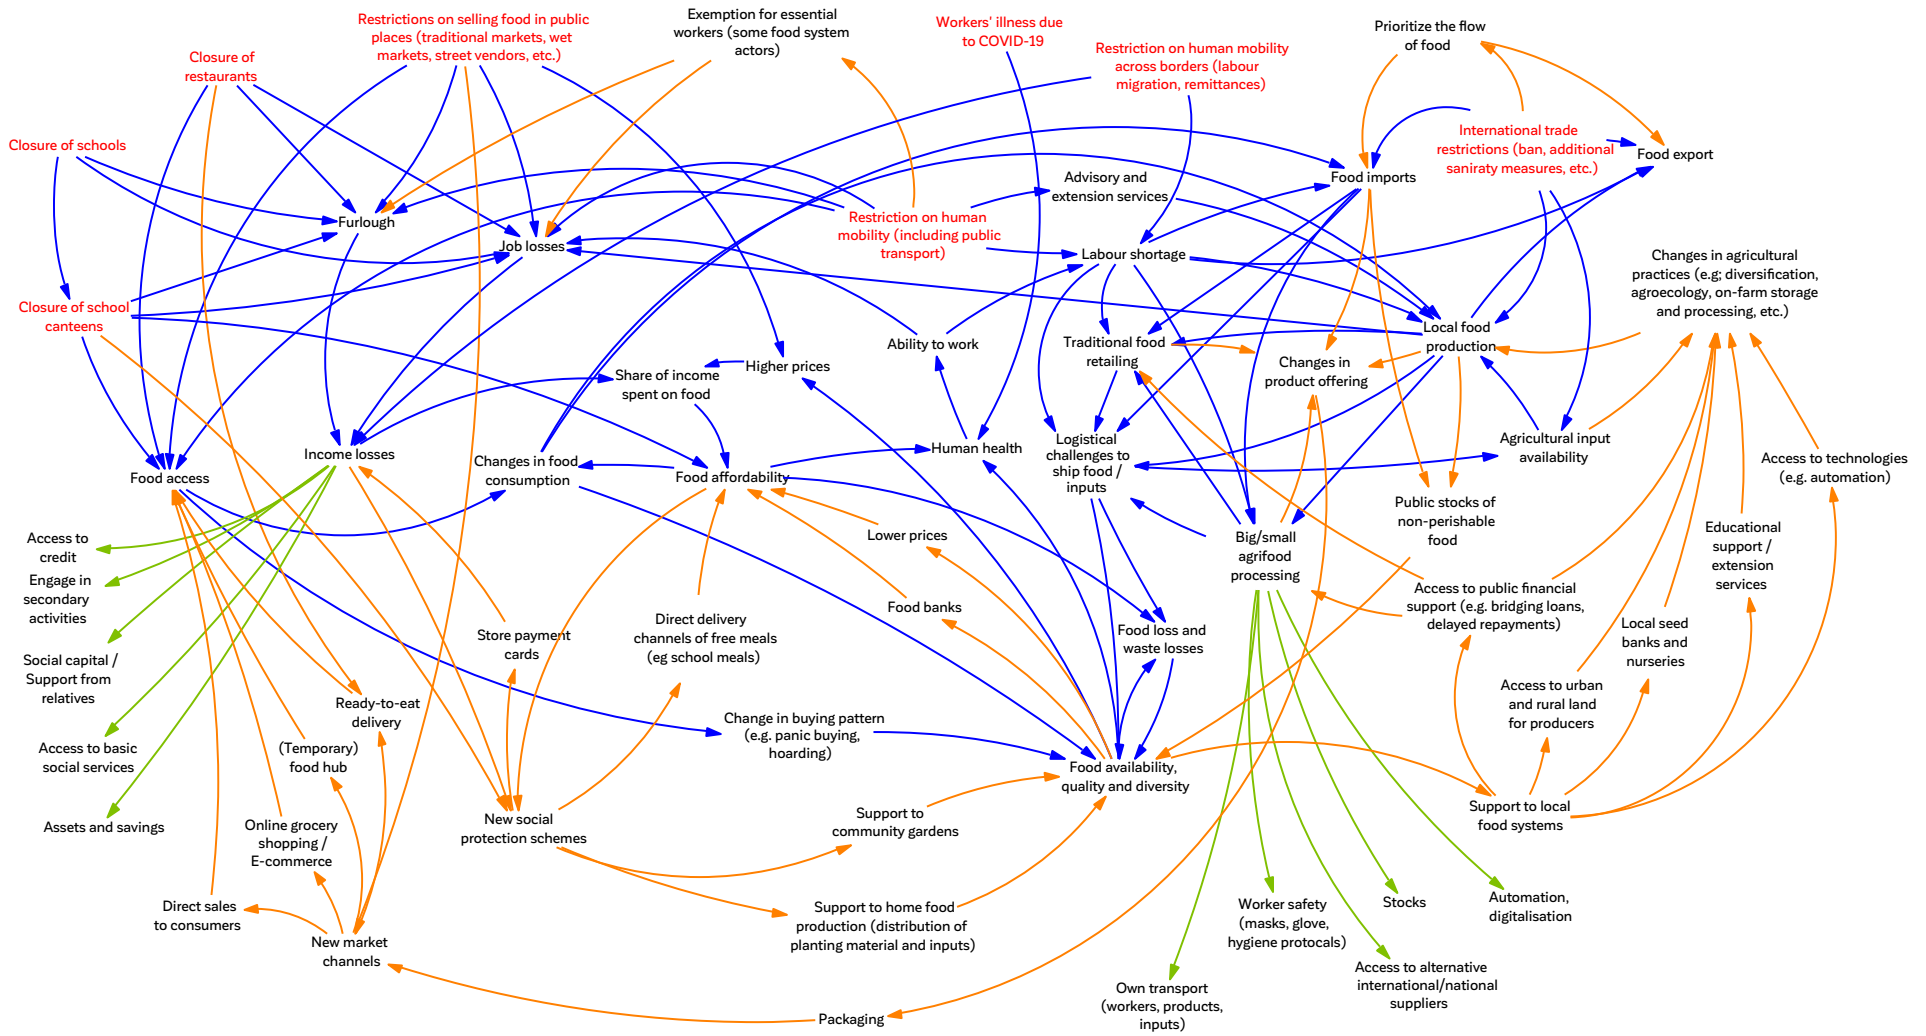 Restrictions on selling food in public
places (traditional markets, wet
markets, street vendors, etc.)
Exemption for essential
workers (some food system
actors)
Workers' illness due
to COVID-19
Restriction on human mobility
across borders (labour
migration, remittances)
Prioritize the flow
of food
Closure of
restaurants
Closure of schools
International trade
restrictions (ban, additional
saniraty measures, etc.)
Food export
Food imports
Advisory and
extension services
Furlough
Job losses
Restriction on human
mobility (including public
transport)
Labour shortage
Changes in agricultural
practices (e.g; diversification,
agroecology, on-farm storage
and processing, etc.)
Closure of school
canteens
Local food
production
Traditional food
retailing
Ability to work
Changes in
product offering
Higher prices
Share of income
spent on food
Income losses
Food access
Changes in food
consumption
Food affordability
Human health
Logistical
challenges to
ship food /
inputs
Agricultural input
availability
Access to technologies
(e.g. automation)
Public stocks of
non-perishable
food
Access to
credit
Engage in
secondary
activities
Lower prices
Big/small
agrifood
processing
Educational
support /
extension
services
Access to public financial
support (e.g. bridging loans,
delayed repayments)
Food banks
Direct delivery
channels of free meals
(eg school meals)
Store payment
cards
Food loss and
waste losses
Local seed
banks and
nurseries
Social capital /
Support from
relatives
Ready-to-eat
delivery
Access to urban
and rural land
for producers
Change in buying pattern
(e.g. panic buying,
hoarding)
Access to basic
social services
(Temporary)
food hub
Food availability,
quality and diversity
Support to local
food systems
Assets and savings
Online grocery
shopping /
E-commerce
New social
protection schemes
Support to
community gardens
Direct sales
to consumers
New market
channels
Support to home food
production (distribution of
planting material and inputs)
Worker safety
(masks, glove,
hygiene protocals)
Stocks
Automation,
digitalisation
Access to alternative
international/national
suppliers
Own transport
(workers, products,
inputs)
Packaging